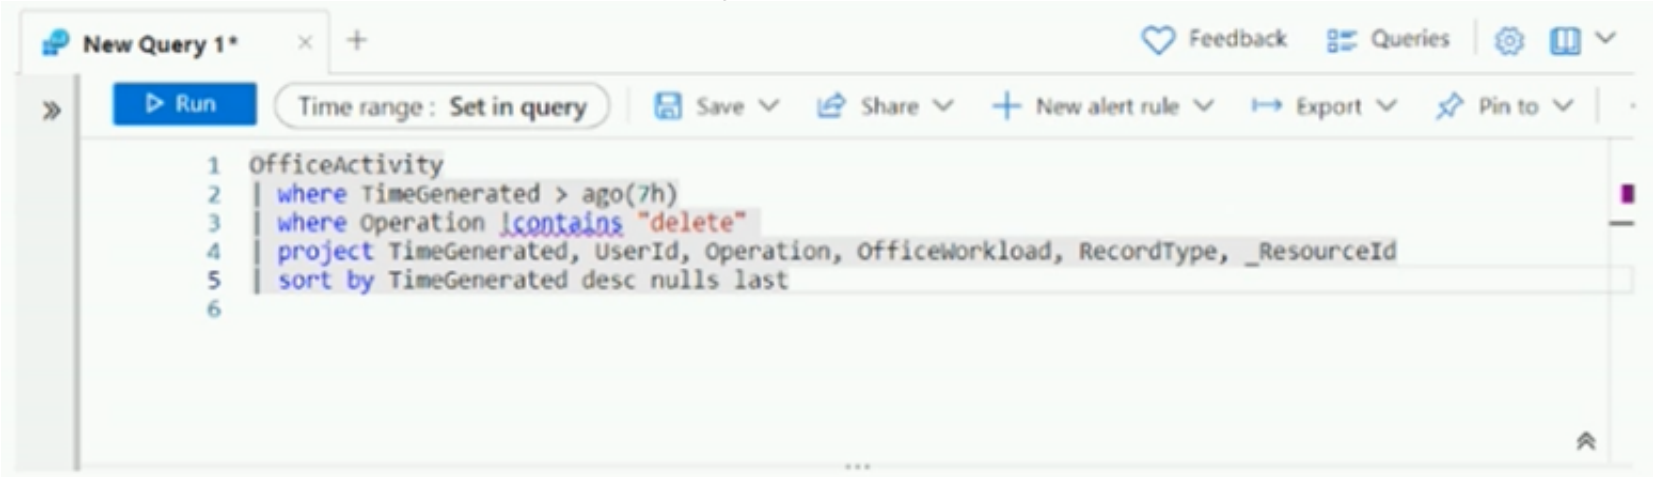 New Query 1*
Feedback Queries
Run Time range : Set in query Save Share New alert rule Export Pin to
1 OfficeActivity
2 | where TimeGenerated > ago(7h)
3 | where Operation !contains "delete"
4 | project TimeGenerated, UserId, Operation, OfficeWorkload, RecordType, _ResourceId
5 | sort by TimeGenerated desc nulls last
6